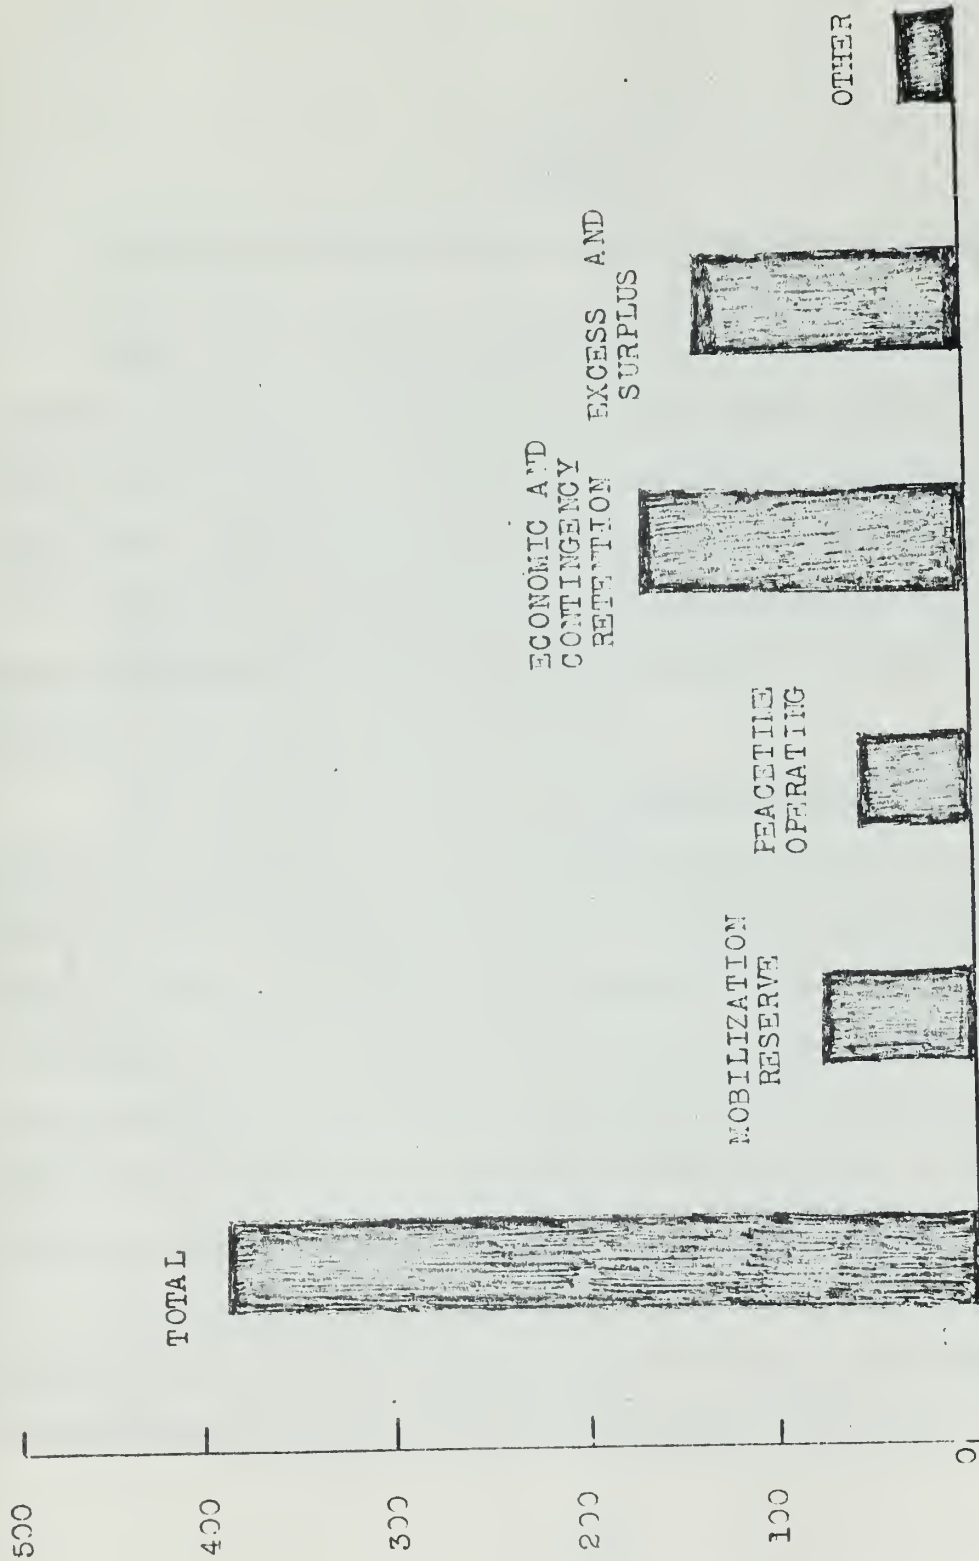 500
400
300
200
100
0
TOTAL
MOBILIZATION
RESERVE
PEACETIME
OPERATING
ECONOMIC AND
CONTINGENCY
RETENTION
EXCESS AND
SURPLUS
OTHER